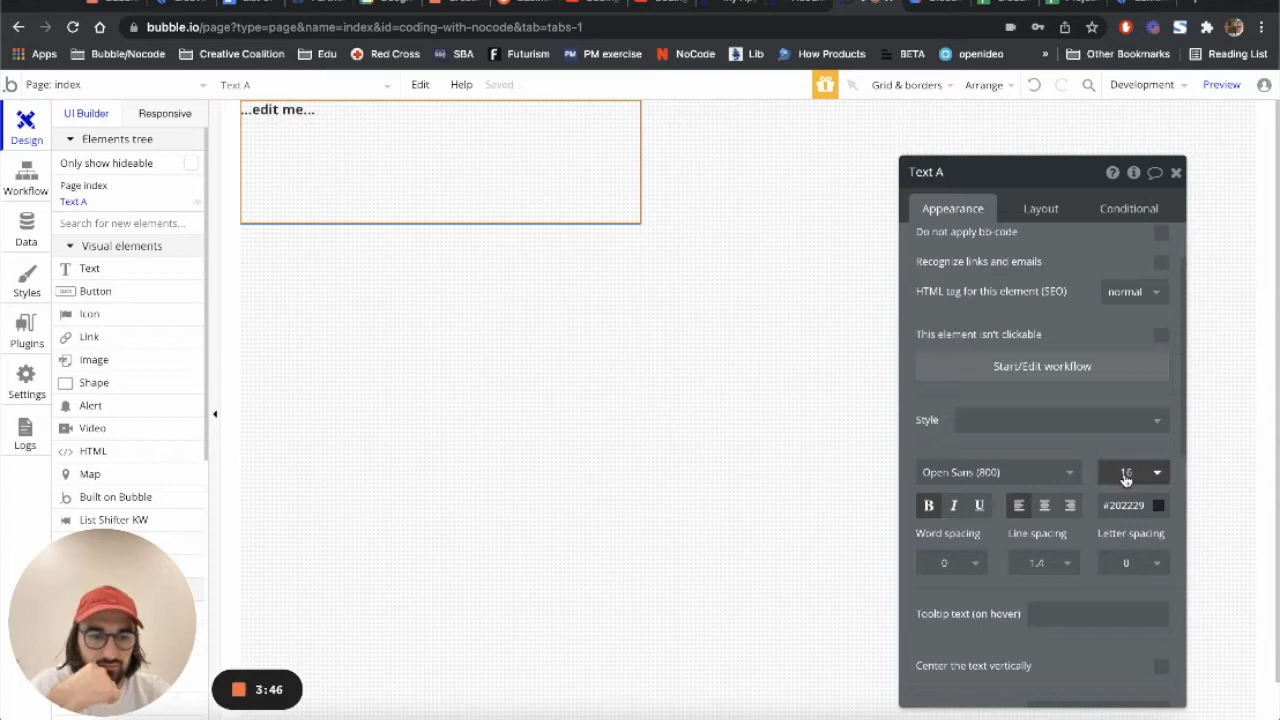 bubble.io/page?type=page&name=index&id=coding-with-nocode&tab=tabs-1
Apps
Bubble/Nocode
Creative Coalition
Edu
Red Cross
SBA
Futurism
PM exercise
NoCode
Lib
How Products
BETA
openideo
»
Other Bookmarks
Reading List
Page: index
Text A
Edit
Help
Saved
Grid & borders
Arrange
Development
Preview
Design
Workflow
Data
Styles
Plugins
Settings
Logs
UI Builder
Responsive
Elements tree
Only show hideable
Page index
Text A
Search for new elements...
Visual elements
Text
Button
Icon
Link
Image
Shape
Alert
Video
HTML
Map
Built on Bubble
List Shifter KW
...edit me...
Text A
Appearance
Layout
Conditional
Do not apply bb-code
Recognize links and emails
HTML tag for this element (SEO)
normal
This element isn't clickable
Start/Edit workflow
Style
Open Sans (800)
16
B I U
#202229
Word spacing
Line spacing
Letter spacing
0
1.4
0
Tooltip text (on hover)
Center the text vertically
3:46